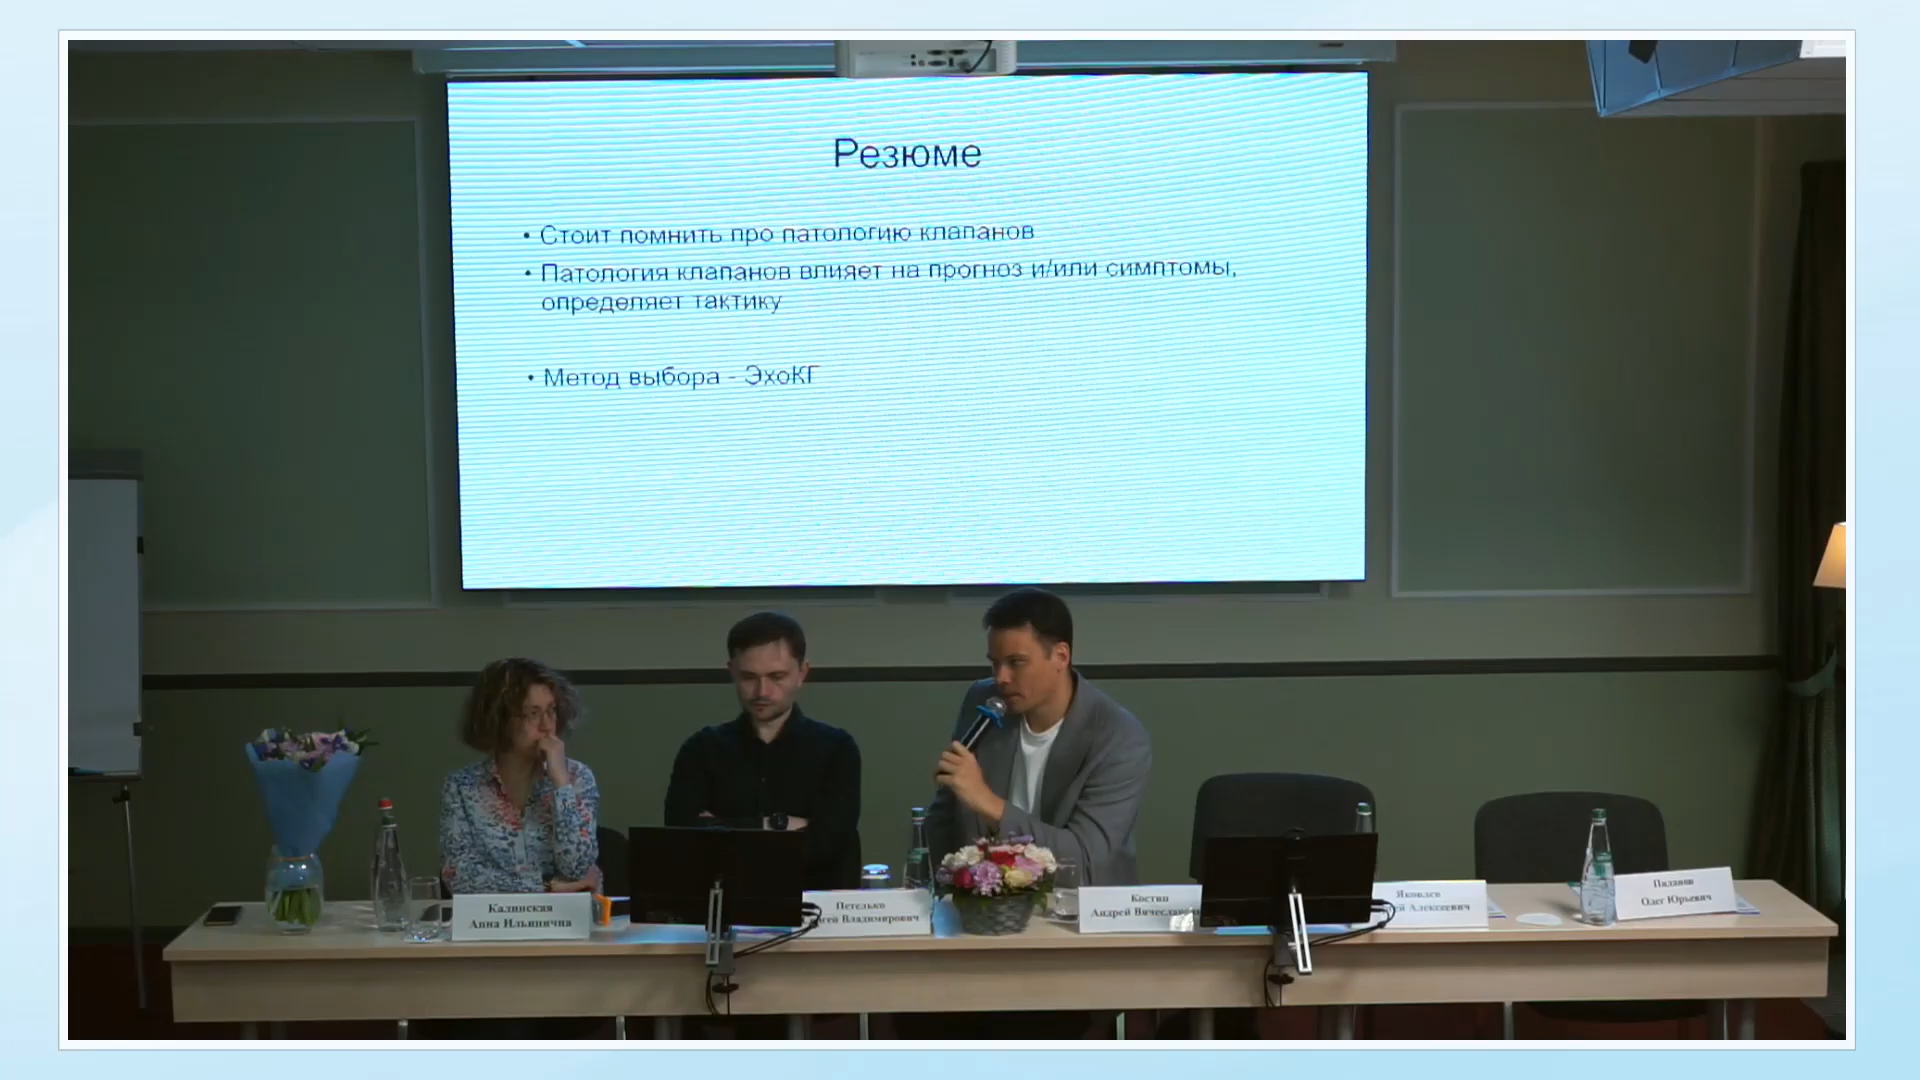 Резюме
• Стоит помнить про патологию клапанов
• Патология клапанов влияет на прогноз и/или симптомы,
определяет тактику
• Метод выбора - ЭхоКГ
Калинская
Анна Ильинична
Петелько
Владимирович
Костин
Андрей Вячеславович
Яковлев
Алексеевич
Пиданов
Олег Юрьевич